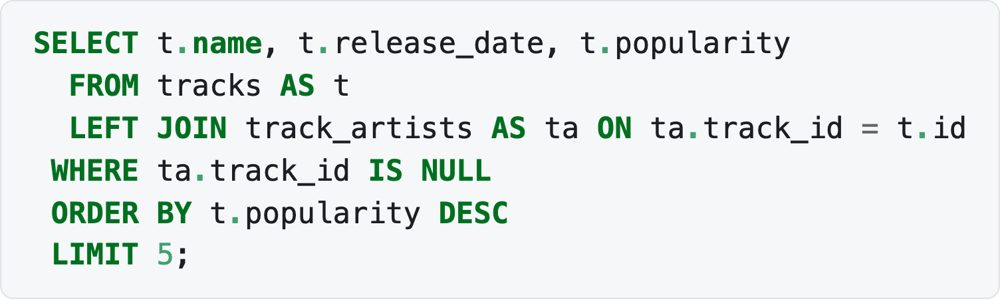 SELECT t.name, t.release_date, t.popularity
  FROM tracks AS t
  LEFT JOIN track_artists AS ta ON ta.track_id = t.id
 WHERE ta.track_id IS NULL
 ORDER BY t.popularity DESC
 LIMIT 5;